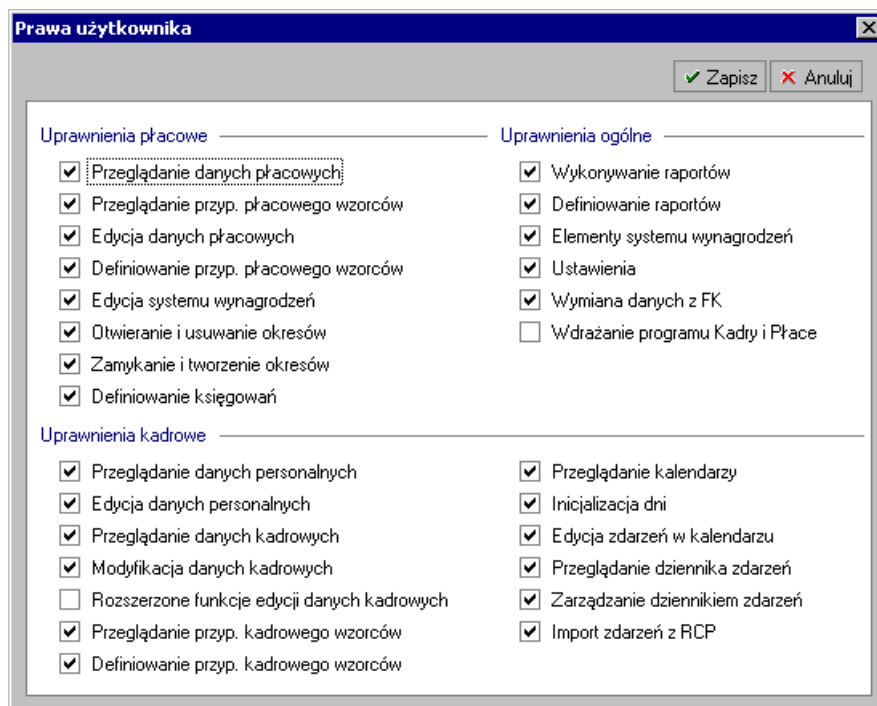 Prawa użytkownika
Zapisz
Anuluj
Uprawnienia płacowe
Przeglądanie danych płacowych
Przeglądanie przyp. płacowego wzorców
Edycja danych płacowych
Definiowanie przyp. płacowego wzorców
Edycja systemu wynagrodzeń
Otwieranie i usuwanie okresów
Zamykanie i tworzenie okresów
Definiowanie księgowań
Uprawnienia ogólne
Wykonywanie raportów
Definiowanie raportów
Elementy systemu wynagrodzeń
Ustawienia
Wymiana danych z FK
Wdrażanie programu Kadry i Płace
Uprawnienia kadrowe
Przeglądanie danych personalnych
Edycja danych personalnych
Przeglądanie danych kadrowych
Modyfikacja danych kadrowych
Rozszerzone funkcje edycji danych kadrowych
Przeglądanie przyp. kadrowego wzorców
Definiowanie przyp. kadrowego wzorców
Przeglądanie kalendarzy
Inicjalizacja dni
Edycja zdarzeń w kalendarzu
Przeglądanie dziennika zdarzeń
Zarządzanie dziennikiem zdarzeń
Import zdarzeń z RCP